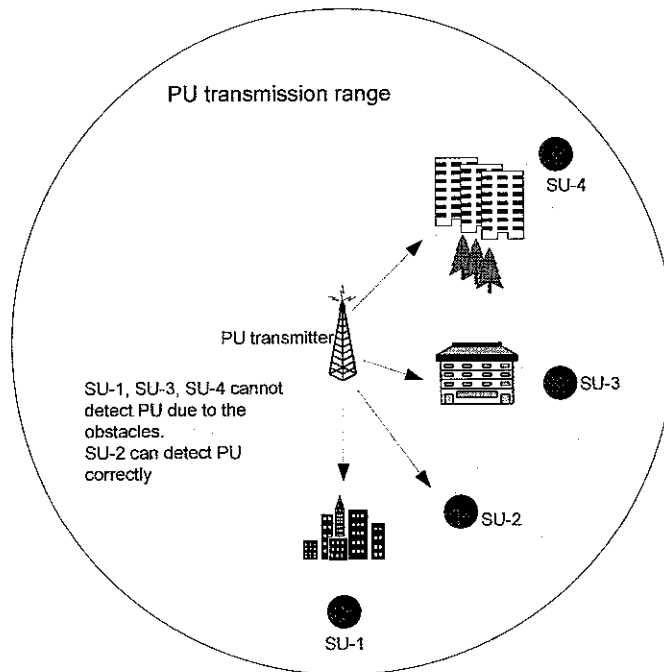 PU transmission range
SU-4
PU transmitter
SU-3
SU-1, SU-3, SU-4 cannot
detect PU due to the
obstacles.
SU-2 can detect PU
correctly
SU-2
SU-1